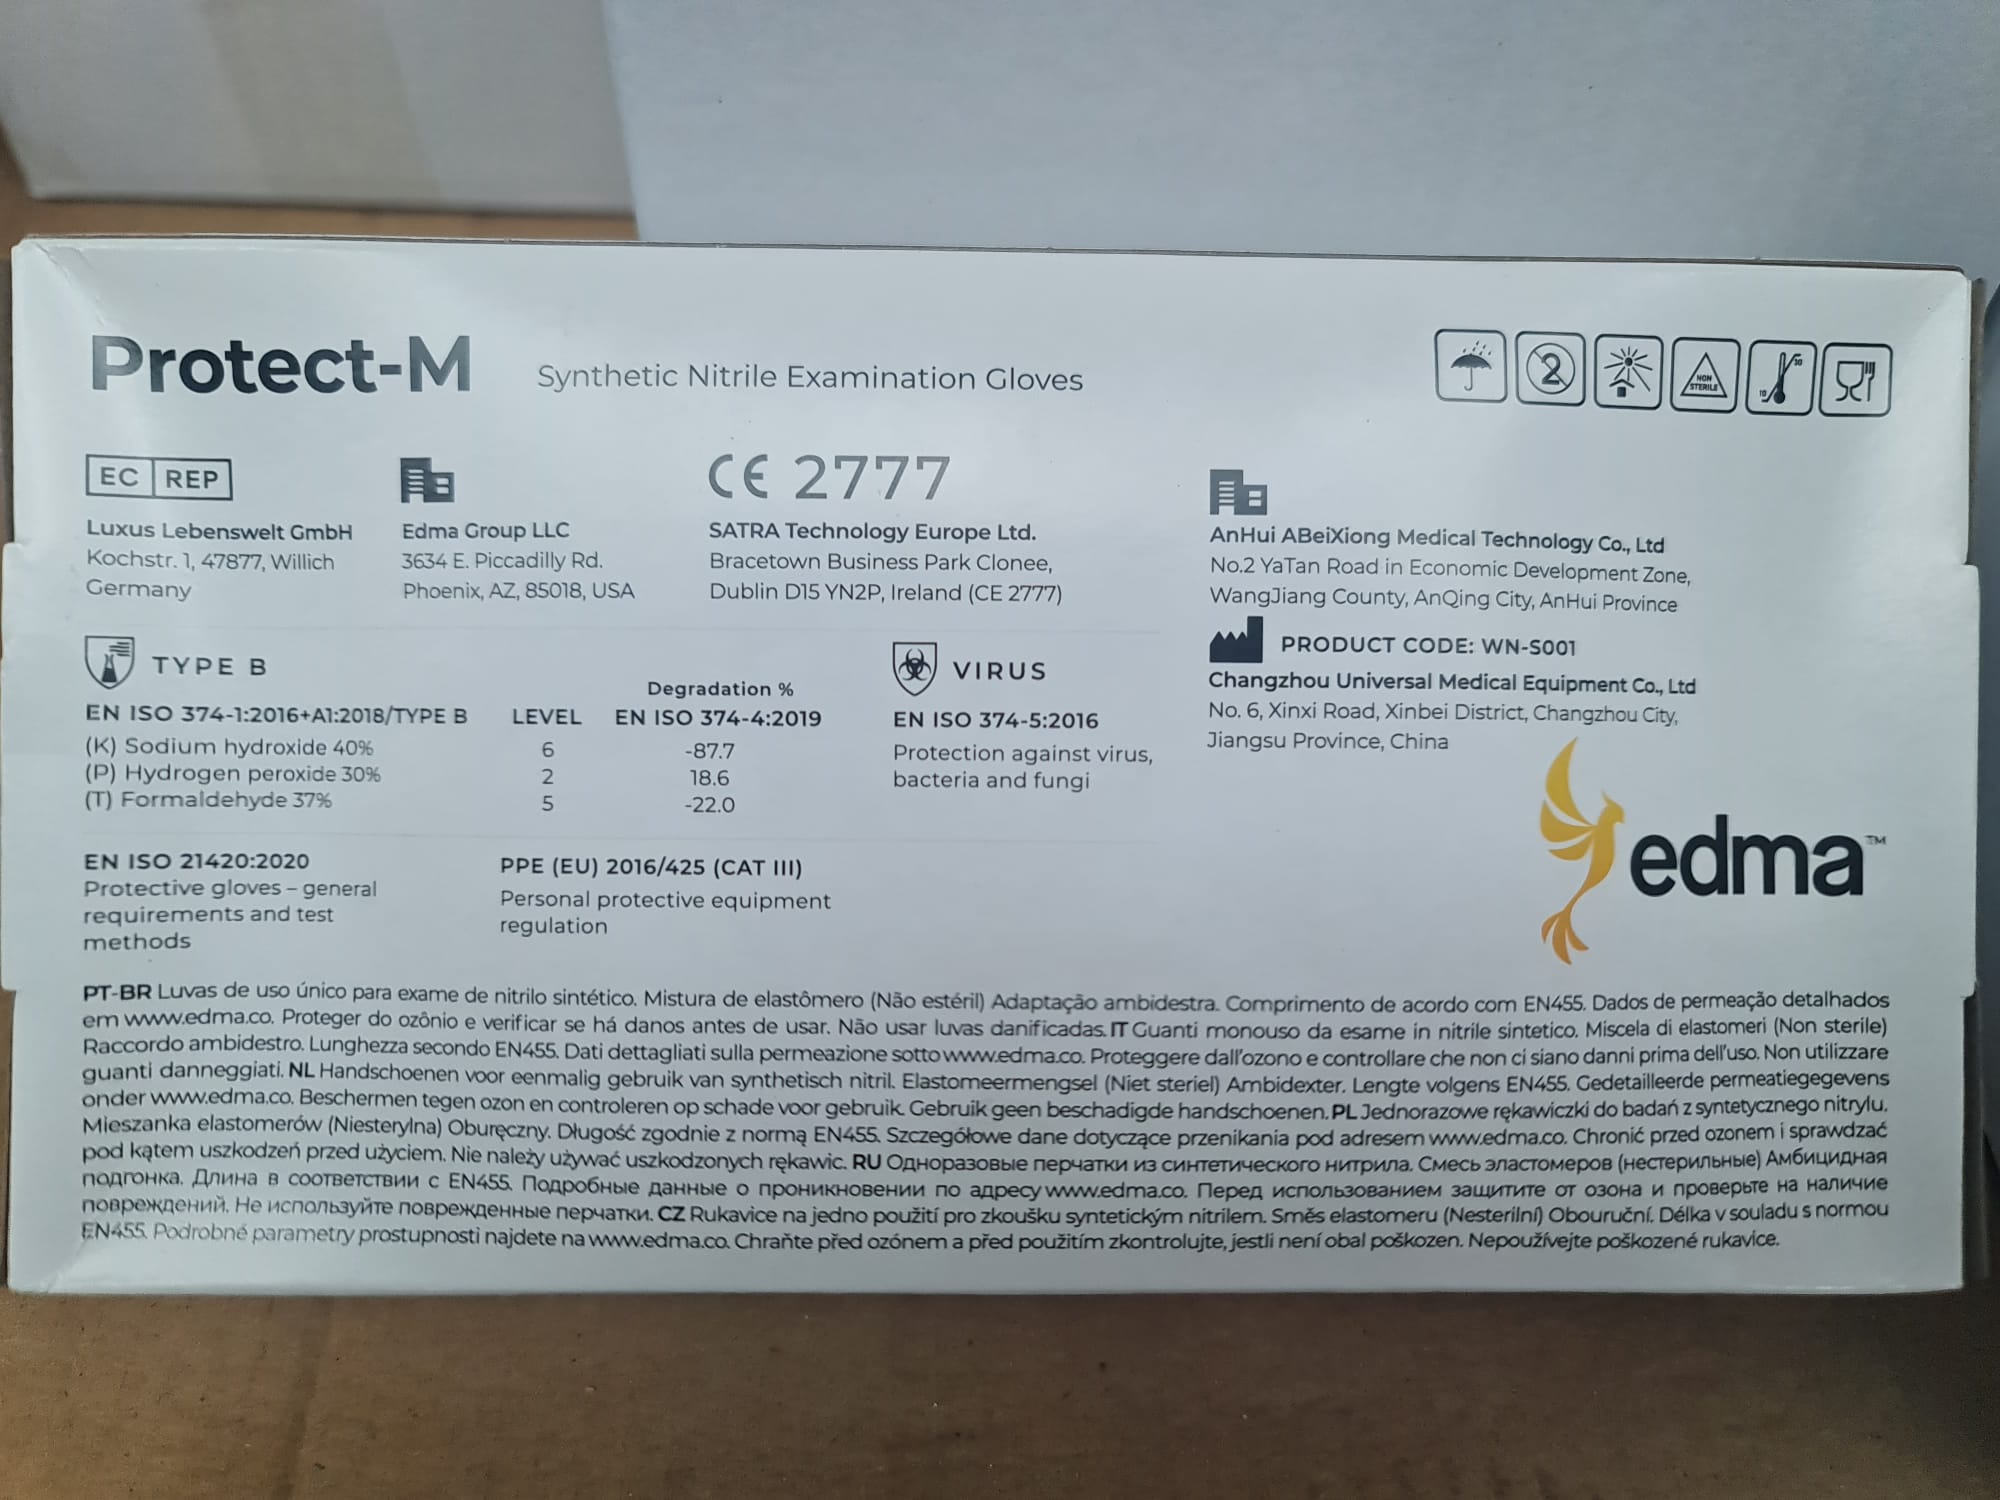 Protect-M
Synthetic Nitrile Examination Gloves
2
NON
STERILE
10
30
EC REP
Luxus Lebenswelt GmbH
Kochstr. 1, 47877, Willich
Germany
Edma Group LLC
3634 E. Piccadilly Rd.
Phoenix, AZ, 85018, USA
CE 2777
SATRA Technology Europe Ltd.
Bracetown Business Park Clonee,
Dublin D15 YN2P, Ireland (CE 2777)
AnHui ABeiXiong Medical Technology Co., Ltd
No.2 YaTan Road in Economic Development Zone,
WangJiang County, AnQing City, AnHui Province
PRODUCT CODE: WN-S001
Changzhou Universal Medical Equipment Co., Ltd
No. 6, Xinxi Road, Xinbei District, Changzhou City,
Jiangsu Province, China
TYPE B
Degradation %
EN ISO 374-1:2016+A1:2018/TYPE B LEVEL EN ISO 374-4:2019
(K) Sodium hydroxide 40% 6 -87.7
(P) Hydrogen peroxide 30% 2 18.6
(T) Formaldehyde 37% 5 -22.0
VIRUS
EN ISO 374-5:2016
Protection against virus,
bacteria and fungi
edma™
EN ISO 21420:2020
Protective gloves – general
requirements and test
methods
PPE (EU) 2016/425 (CAT III)
Personal protective equipment
regulation
PT-BR Luvas de uso único para exame de nitrilo sintético. Mistura de elastômero (Não estéril) Adaptação ambidestra. Comprimento de acordo com EN455. Dados de permeação detalhados
em www.edma.co. Proteger do ozônio e verificar se há danos antes de usar. Não usar luvas danificadas. IT Guanti monouso da esame in nitrile sintetico. Miscela di elastomeri (Non sterile)
Raccordo ambidestro. Lunghezza secondo EN455. Dati dettagliati sulla permeazione sotto www.edma.co. Proteggere dall'ozono e controllare che non ci siano danni prima dell'uso. Non utilizzare
guanti danneggiati. NL Handschoenen voor eenmalig gebruik van synthetisch nitril. Elastomeermengsel (Niet steriel) Ambidexter. Lengte volgens EN455. Gedetailleerde permeatiegegevens
onder www.edma.co. Beschermen tegen ozon en controleren op schade voor gebruik. Gebruik geen beschadigde handschoenen. PL Jednorazowe rękawiczki do badań z syntetycznego nitrylu.
Mieszanka elastomerów (Niesterylna) Oburęczny. Długość zgodnie z normą EN455. Szczegółowe dane dotyczące przenikania pod adresem www.edma.co. Chronić przed ozonem i sprawdzać
pod kątem uszkodzeń przed użyciem. Nie należy używać uszkodzonych rękawic. RU Одноразовые перчатки из синтетического нитрила. Смесь эластомеров (нестерильные) Амбицидная
подгонка. Длина в соответствии с EN455. Подробные данные о проникновении по адресу www.edma.co. Перед использованием защитите от озона и проверьте на наличие
повреждений. Не используйте поврежденные перчатки. CZ Rukavice na jedno použití pro zkoušku syntetickým nitrilem. Směs elastomeru (Nesterilní) Obouruční. Délka v souladu s normou
EN455. Podrobné parametry prostupnosti najdete na www.edma.co. Chraňte před ozónem a před použitím zkontrolujte, jestli není obal poškozen. Nepoužívejte poškozené rukavice.